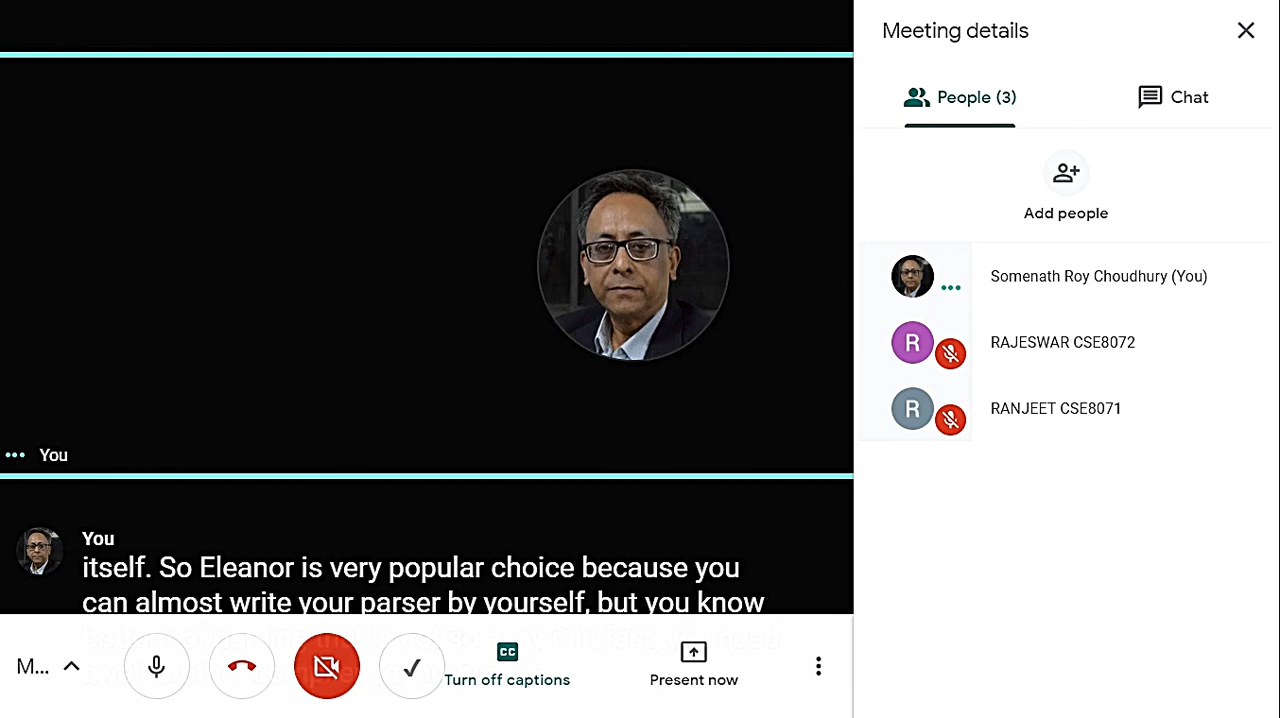 Meeting details
People (3)
Chat
Add people
Somenath Roy Choudhury (You)
R
RAJESWAR CSE8072
R
RANJEET CSE8071
You
You
itself. So Eleanor is very popular choice because you
can almost write your parser by yourself, but you know
M...
CC
Turn off captions
Present now